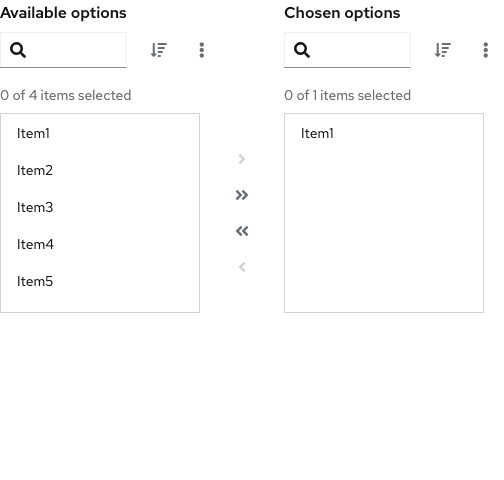 Available options
0 of 4 items selected
Item1
Item2
Item3
Item4
Item5
Chosen options
0 of 1 items selected
Item1